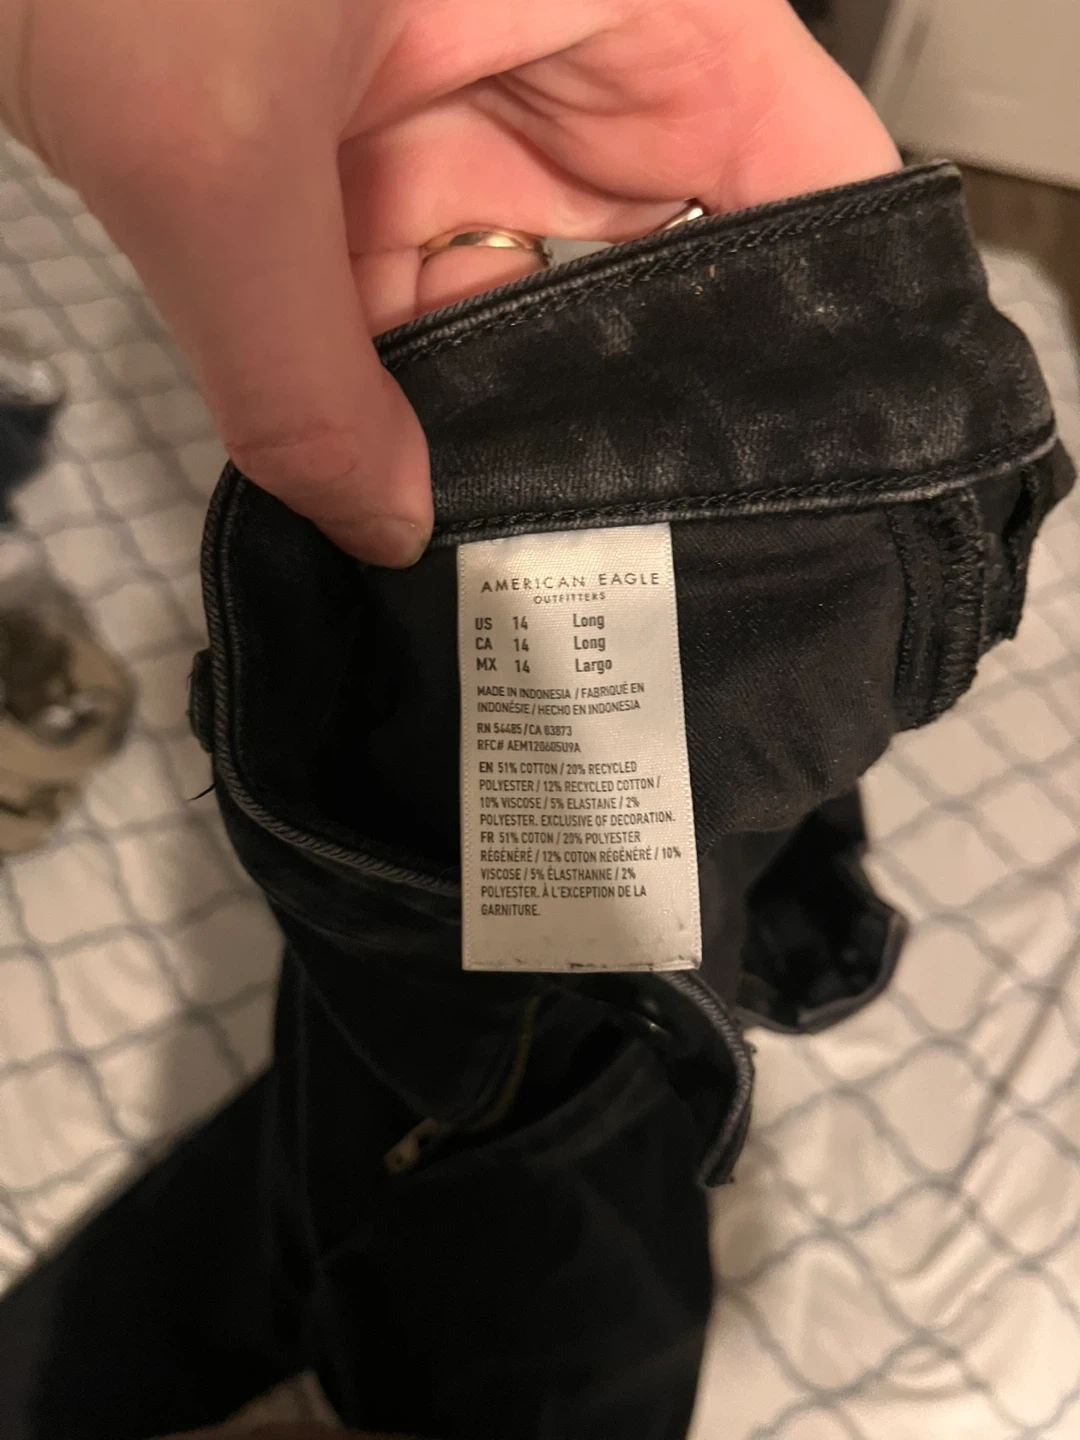 AMERICAN EAGLE
OUTFITTERS
US 14 Long
CA 14 Long
MX 14 Largo
MADE IN INDONESIA / FABRIQUÉ EN
INDONÉSIE / HECHO EN INDONESIA
RN 54485/CA 03873
RFC# AEM120605U9A
EN 51% COTTON / 20% RECYCLED
POLYESTER / 12% RECYCLED COTTON /
10% VISCOSE / 5% ELASTANE / 2%
POLYESTER. EXCLUSIVE OF DECORATION.
FR 51% COTON / 20% POLYESTER
RÉGÉNÉRÉ / 12% COTON RÉGÉNÉRÉ / 10%
VISCOSE / 5% ÉLASTHANNE / 2%
POLYESTER. À L'EXCEPTION DE LA
GARNITURE.